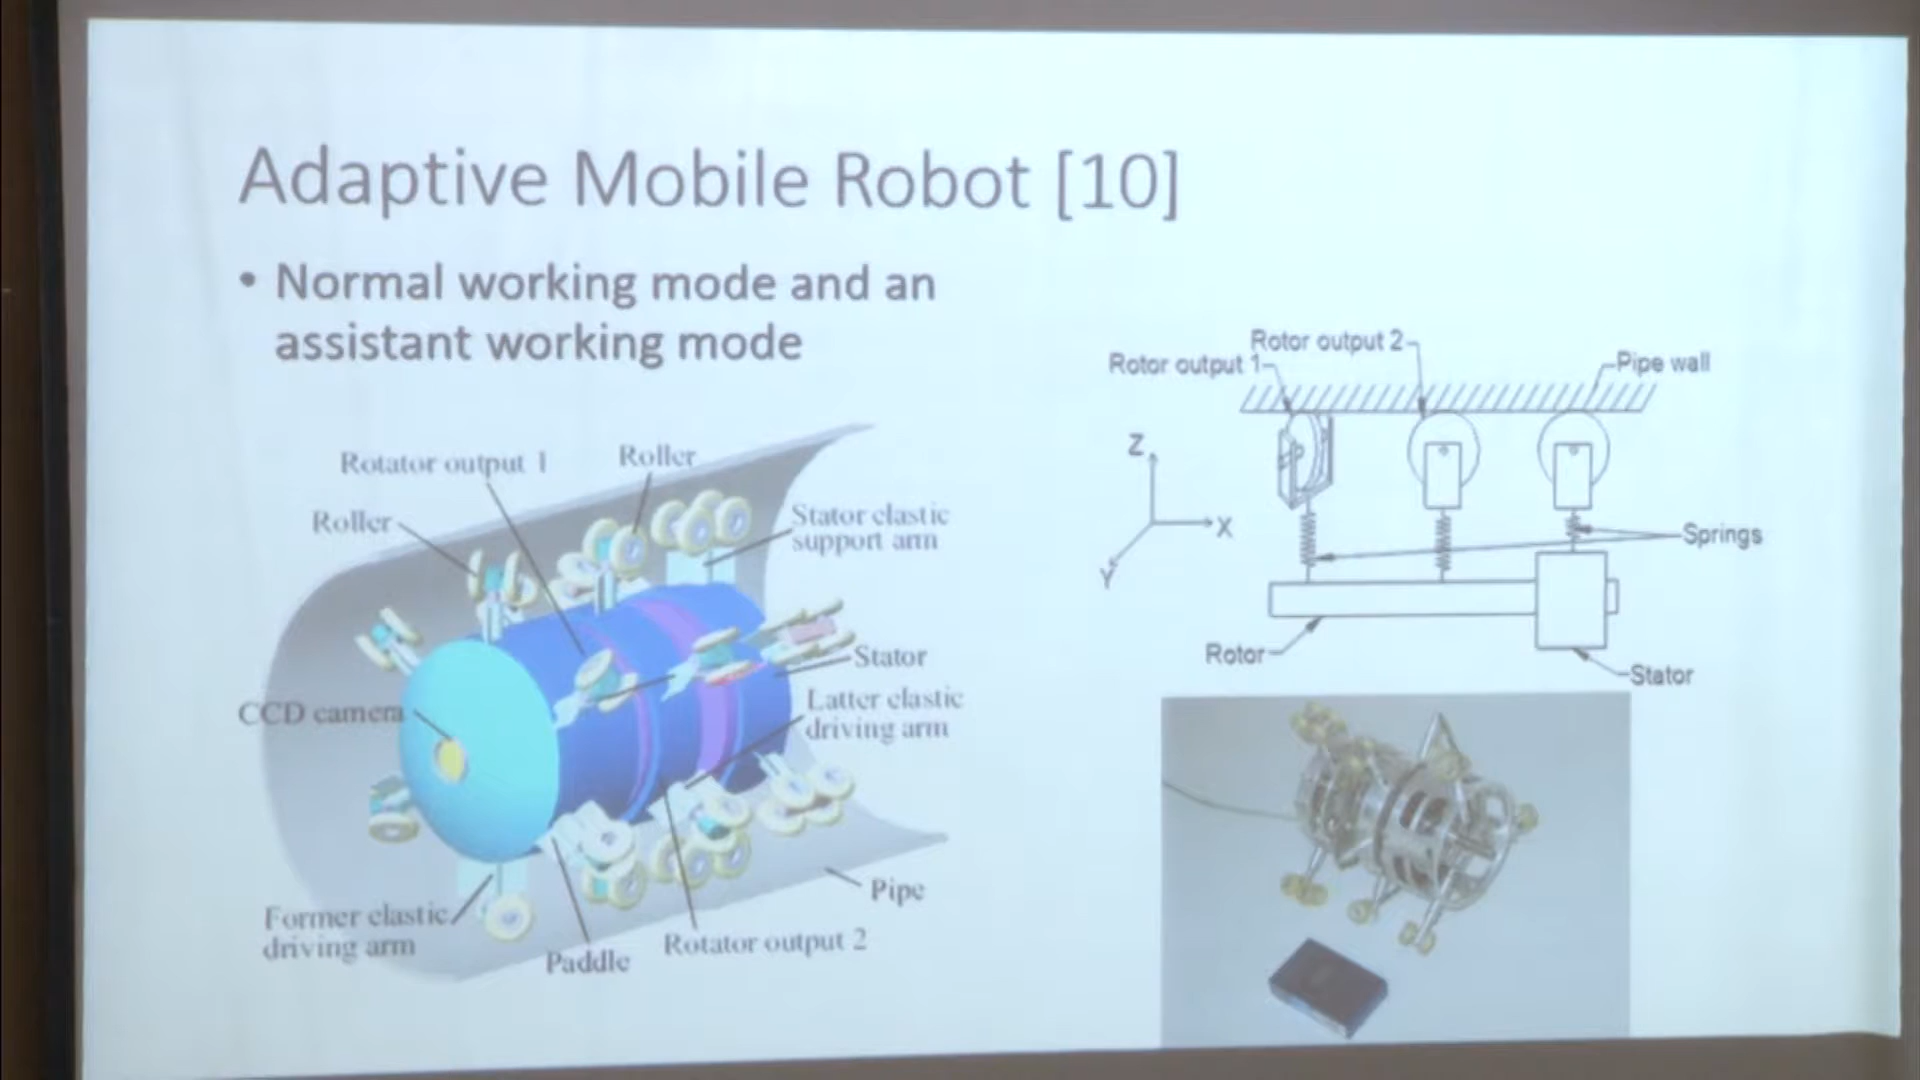 Adaptive Mobile Robot [10]
• Normal working mode and an
assistant working mode
Rotator output 1
Roller
Roller
Stator elastic
support arm
Stator
CCD camera
Latter elastic
driving arm
Former elastic
driving arm
Paddle
Rotator output 2
Pipe
Rotor output 2
Rotor output 1
Pipe wall
Z
X
Y
Springs
Rotor
Stator